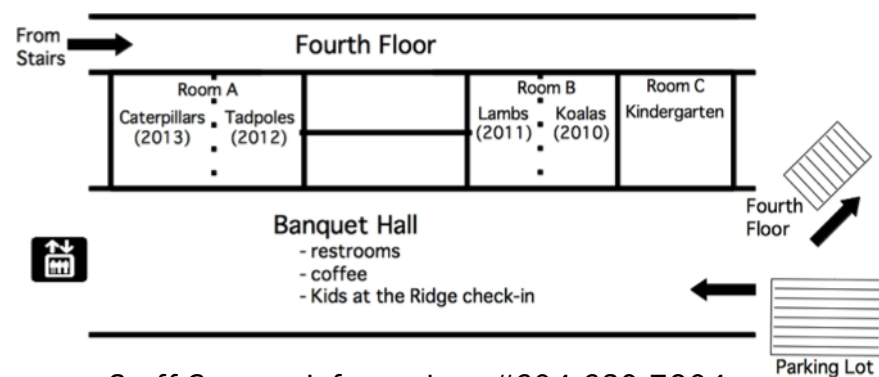 From
Stairs
Fourth Floor
Room A
Caterpillars
(2013)
Tadpoles
(2012)
Room B
Lambs
(2011)
Koalas
(2010)
Room C
Kindergarten
Fourth
Floor
Banquet Hall
- restrooms
- coffee
- Kids at the Ridge check-in
Parking Lot